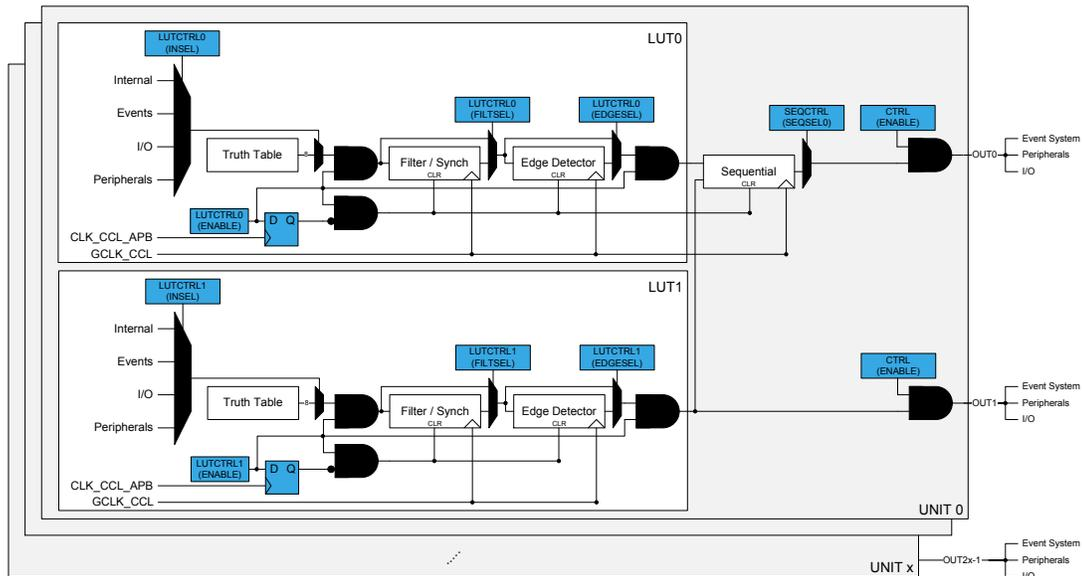 LUT0
LUTCTRL0
(INSEL)
Internal
Events
I/O
Peripherals
Truth Table
8
LUTCTRL0
(FILTSEL)
LUTCTRL0
(EDGESEL)
Filter / Synch
CLR
Edge Detector
CLR
LUTCTRL0
(ENABLE)
D Q
CLK_CCL_APB
GCLK_CCL
SEQCTRL
(SEQSEL0)
Sequential
CLR
CTRL
(ENABLE)
OUT0
Event System
Peripherals
I/O
LUT1
LUTCTRL1
(INSEL)
Internal
Events
I/O
Peripherals
Truth Table
8
LUTCTRL1
(FILTSEL)
LUTCTRL1
(EDGESEL)
Filter / Synch
CLR
Edge Detector
CLR
LUTCTRL1
(ENABLE)
D Q
CLK_CCL_APB
GCLK_CCL
CTRL
(ENABLE)
OUT1
Event System
Peripherals
I/O
UNIT 0
UNIT x
OUT2x-1
Event System
Peripherals
I/O